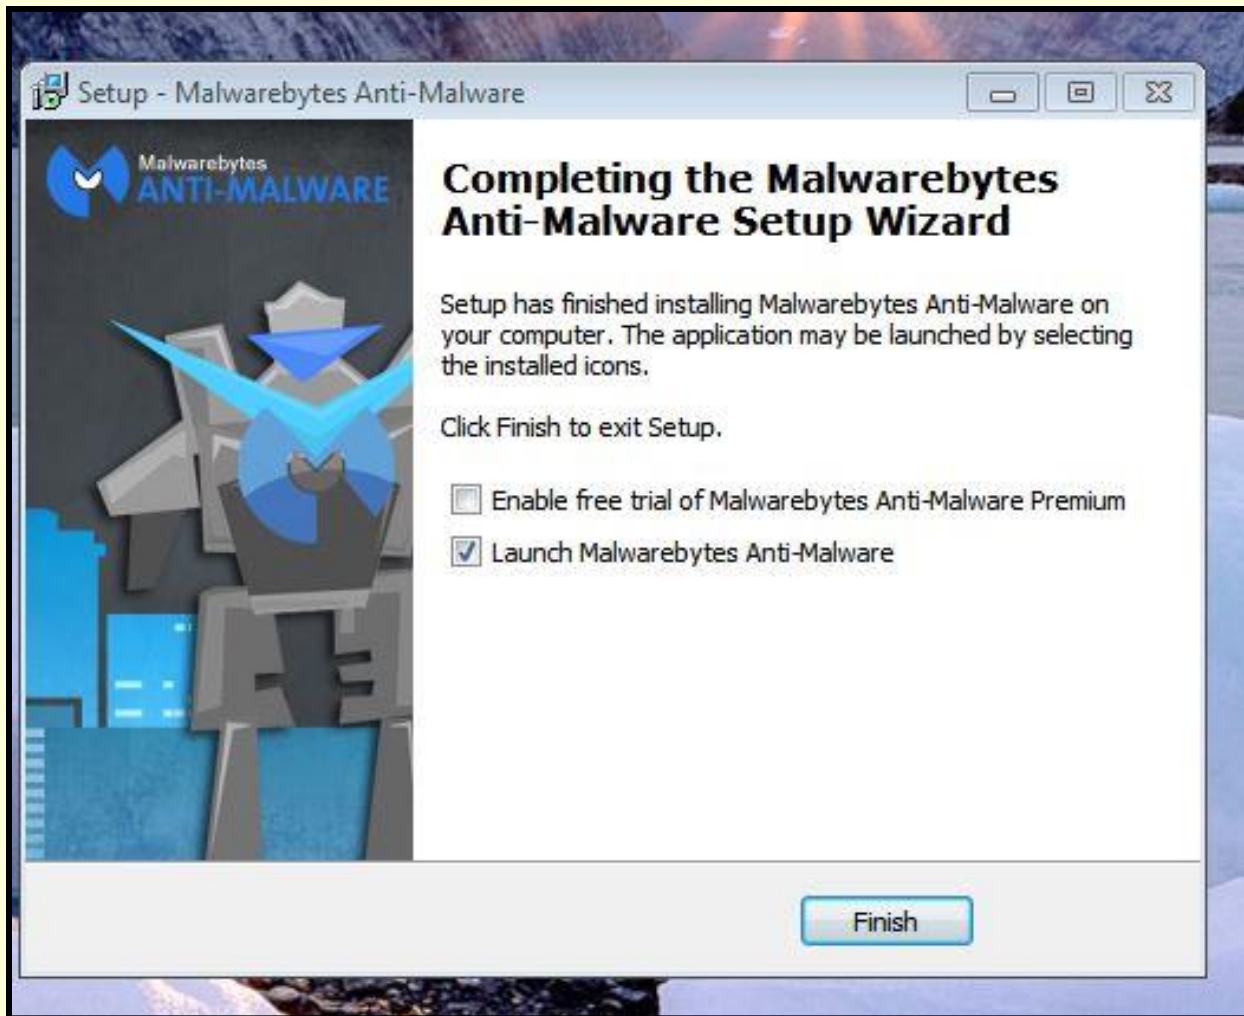 Setup - Malwarebytes Anti-Malware
Malwarebytes
ANTI-MALWARE
Completing the Malwarebytes
Anti-Malware Setup Wizard
Setup has finished installing Malwarebytes Anti-Malware on
your computer. The application may be launched by selecting
the installed icons.
Click Finish to exit Setup.
Enable free trial of Malwarebytes Anti-Malware Premium
Launch Malwarebytes Anti-Malware
Finish